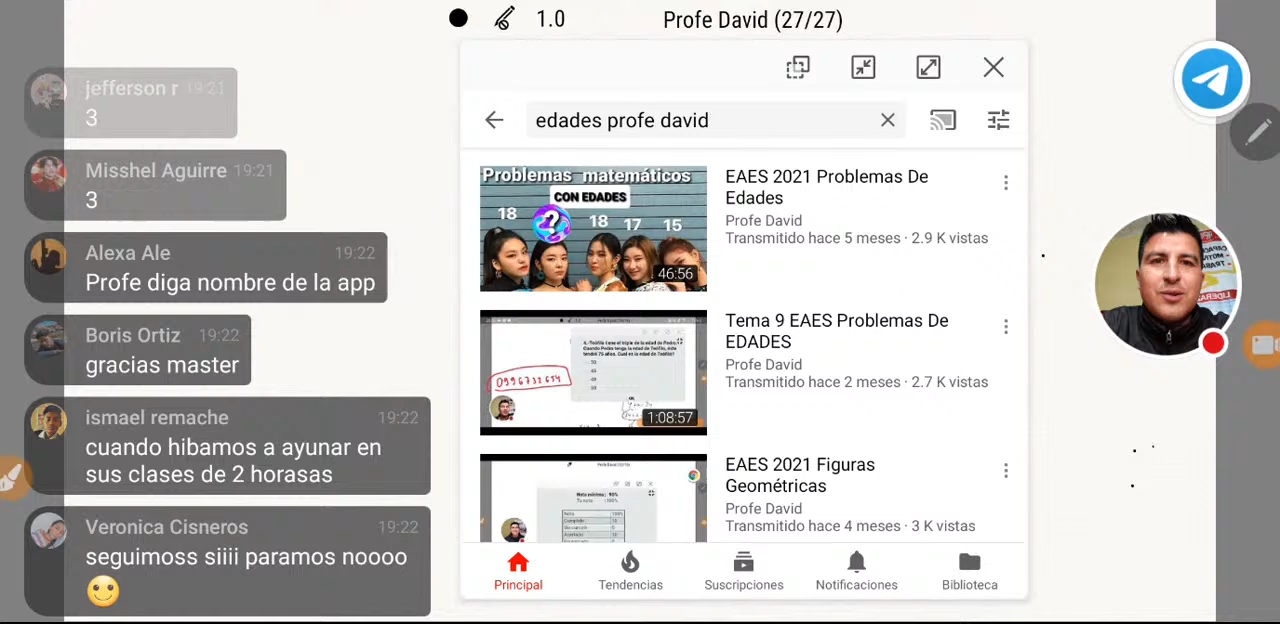 1.0
Profe David (27/27)
jefferson r 19:21
3
Misshel Aguirre 19:21
3
Alexa Ale 19:22
Profe diga nombre de la app
Boris Ortiz 19:22
gracias master
ismael remache 19:22
cuando hibamos a ayunar en
sus clases de 2 horasas
Veronica Cisneros 19:22
seguimoss siiii paramos noooo
🙂
edades profe david
Problemas matemáticos
CON EDADES
18 ? 18 17 15
46:56
EAES 2021 Problemas De
Edades
Profe David
Transmitido hace 5 meses · 2.9 K vistas
0996732654
1:08:57
Tema 9 EAES Problemas De
EDADES
Profe David
Transmitido hace 2 meses · 2.7 K vistas
EAES 2021 Figuras
Geométricas
Profe David
Transmitido hace 4 meses · 3 K vistas
Principal
Tendencias
Suscripciones
Notificaciones
Biblioteca